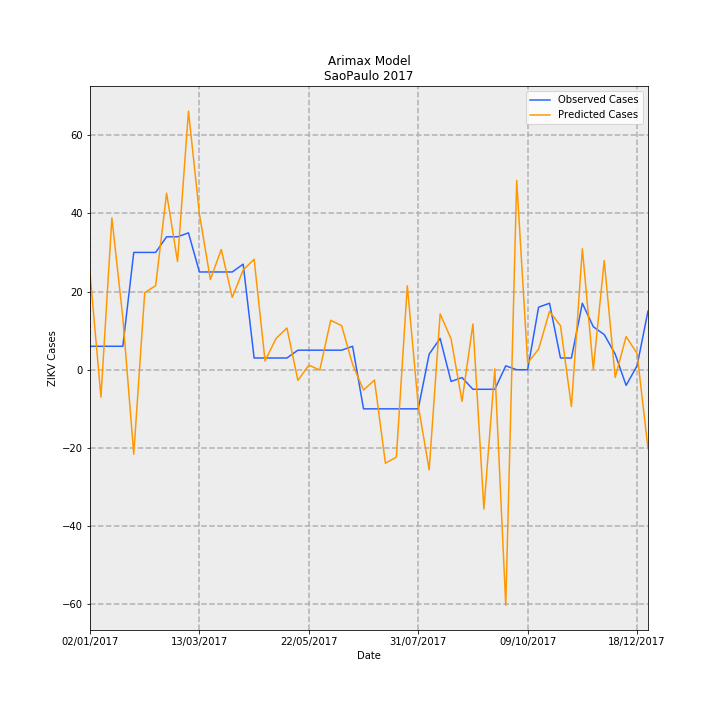 Arimax Model
SaoPaulo 2017
Observed Cases
Predicted Cases
ZIKV Cases
60
40
20
0
−20
−40
−60
02/01/2017
13/03/2017
22/05/2017
31/07/2017
09/10/2017
18/12/2017
Date